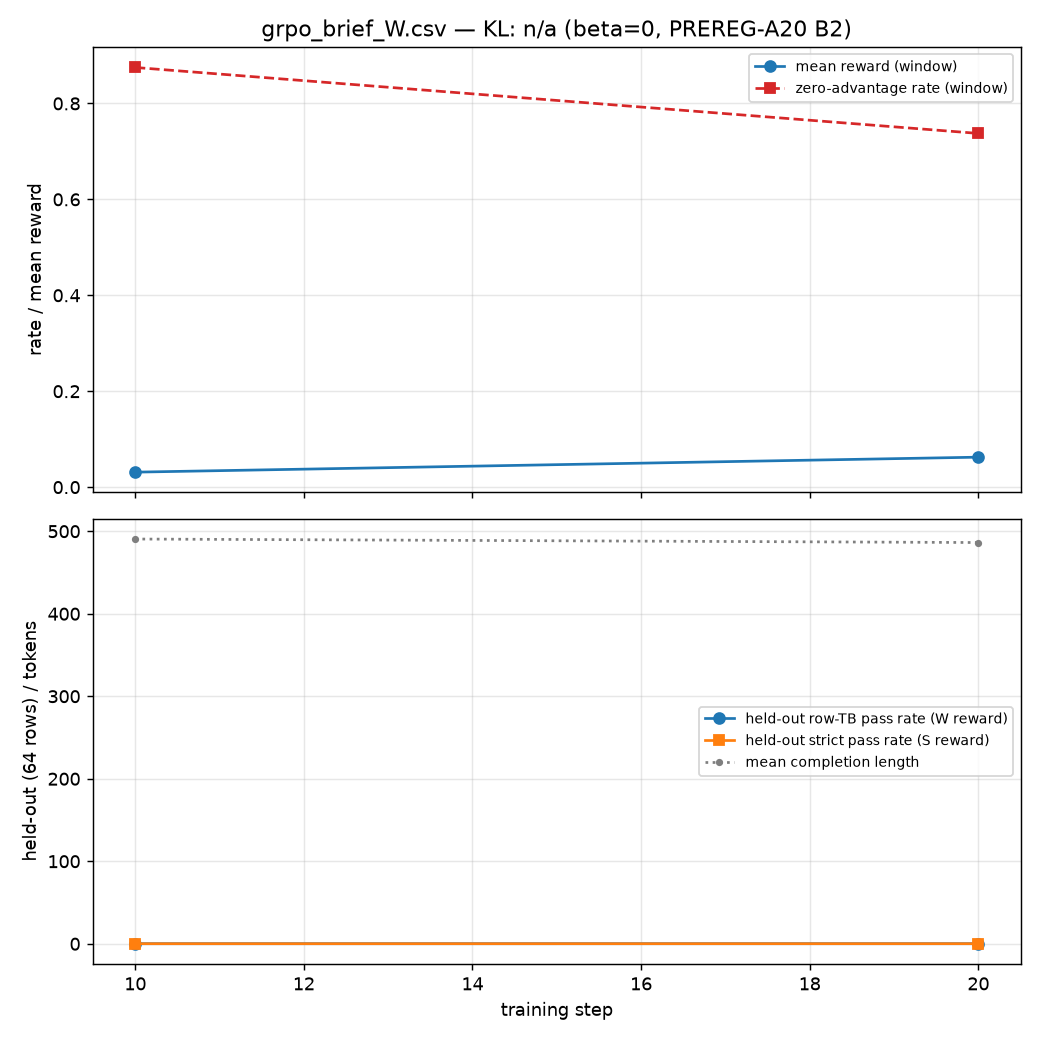 grpo_brief_W.csv — KL: n/a (beta=0, PREREG-A20 B2)
mean reward (window)
zero-advantage rate (window)
rate / mean reward
0.8
0.6
0.4
0.2
0.0
held-out (64 rows) / tokens
500
400
300
200
100
0
held-out row-TB pass rate (W reward)
held-out strict pass rate (S reward)
mean completion length
10
12
14
16
18
20
training step